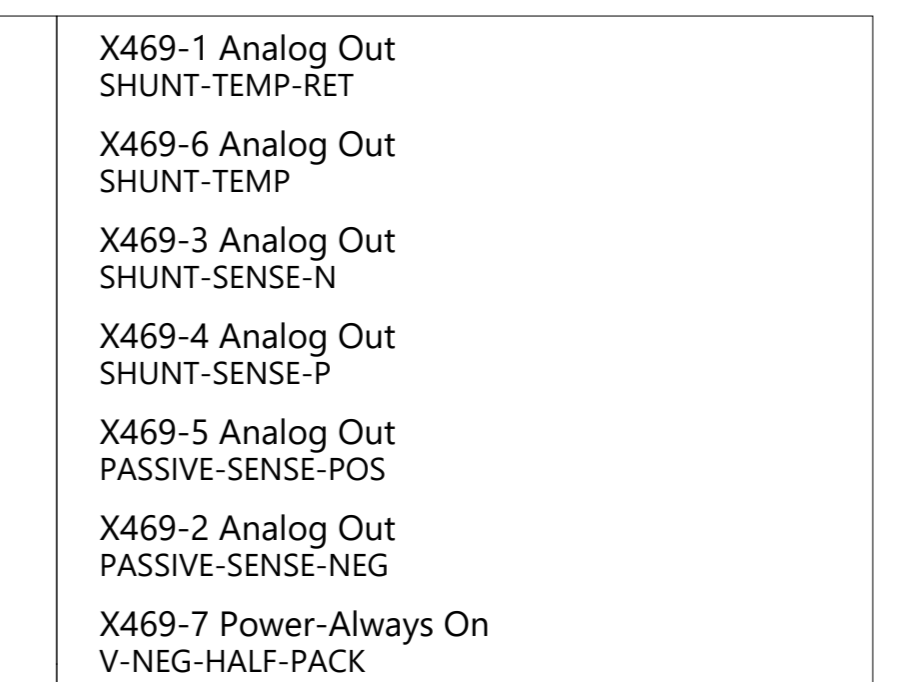 X469-1 Analog Out
SHUNT-TEMP-RET
X469-6 Analog Out
SHUNT-TEMP
X469-3 Analog Out
SHUNT-SENSE-N
X469-4 Analog Out
SHUNT-SENSE-P
X469-5 Analog Out
PASSIVE-SENSE-POS
X469-2 Analog Out
PASSIVE-SENSE-NEG
X469-7 Power-Always On
V-NEG-HALF-PACK